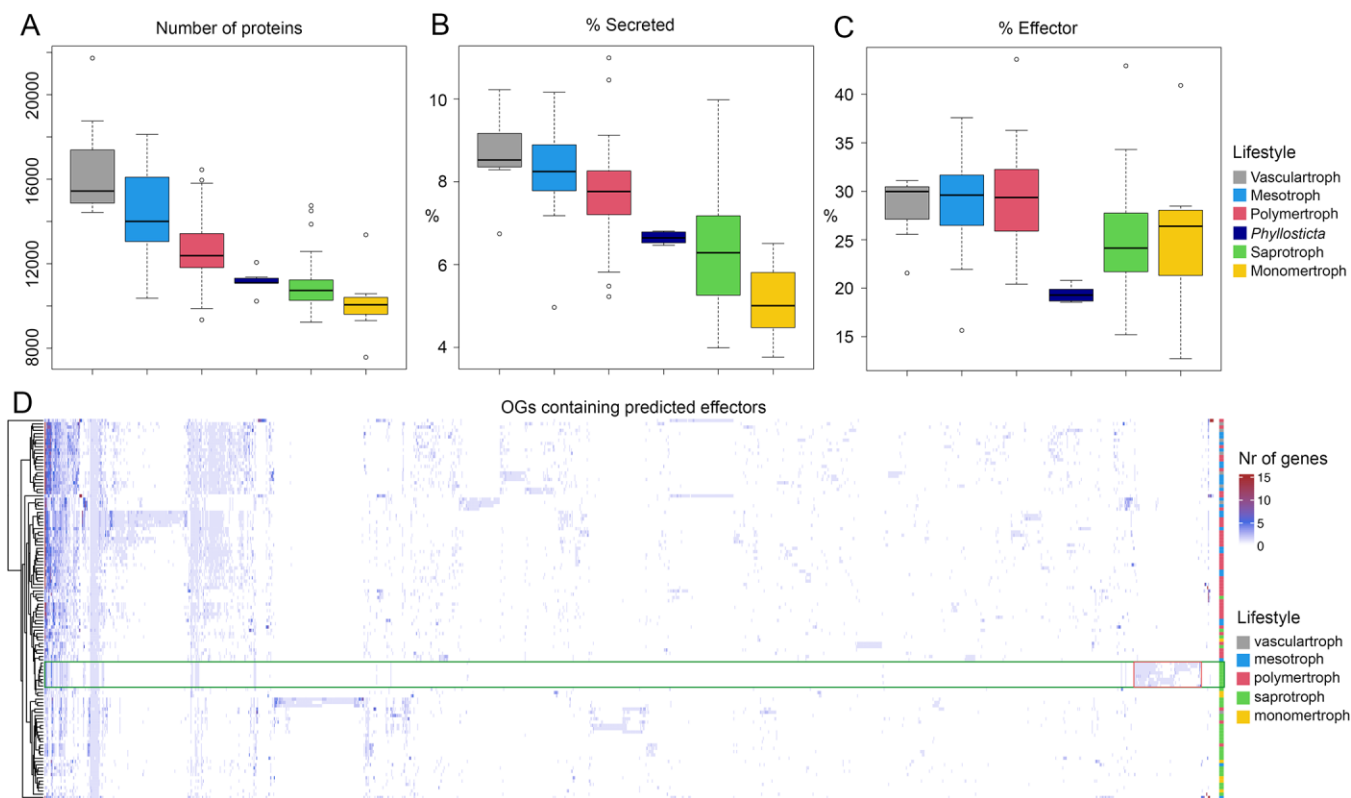 A
Number of proteins
20000
16000
12000
8000
B
% Secreted
10
8
%
6
4
C
% Effector
40
35
30
%
25
20
15
Lifestyle
Vasculartroph
Mesotroph
Polymertroph
Phyllosticta
Saprotroph
Monomertroph
D
OGs containing predicted effectors
Nr of genes
15
10
5
0
Lifestyle
vasculartroph
mesotroph
polymertroph
saprotroph
monomertroph